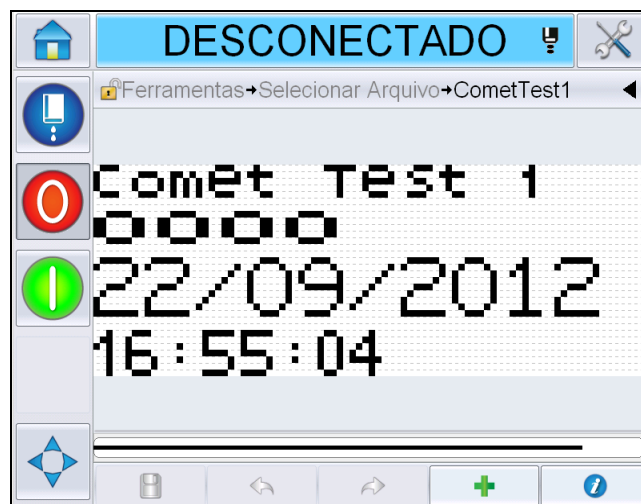 DESCONECTADO
Ferramentas→Selecionar Arquivo→CometTest1
Comet Test 1
0000
22/09/2012
16:55:04